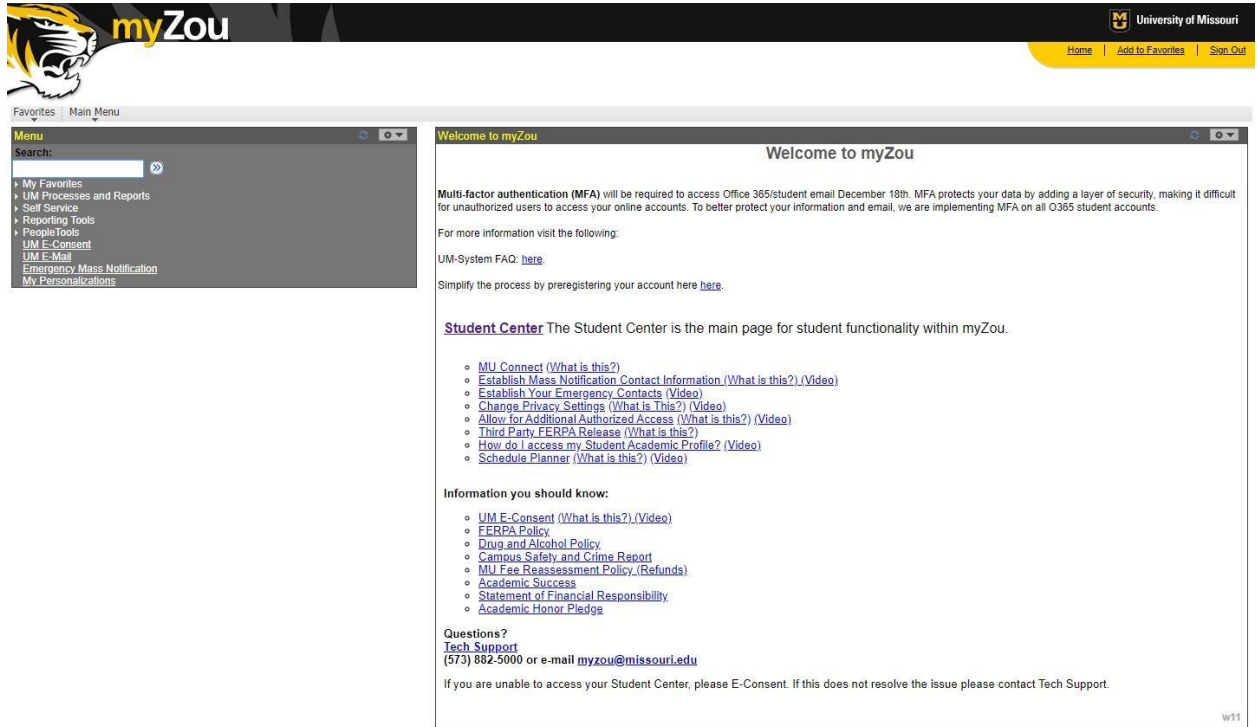 myZou
University of Missouri
Home | Add to Favorites | Sign Out
Favorites Main Menu
Menu
Search:
My Favorites
UM Processes and Reports
Self Service
Reporting Tools
PeopleTools
UM E-Consent
UM E-Mail
Emergency Mass Notification
My Personalizations
Welcome to myZou
Welcome to myZou
Multi-factor authentication (MFA) will be required to access Office 365/student email December 18th. MFA protects your data by adding a layer of security, making it difficult
for unauthorized users to access your online accounts. To better protect your information and email, we are implementing MFA on all O365 student accounts.
For more information visit the following:
UM-System FAQ: here.
Simplify the process by preregistering your account here here.
Student Center The Student Center is the main page for student functionality within myZou.
MU Connect (What is this?)
Establish Mass Notification Contact Information (What is this?) (Video)
Establish Your Emergency Contacts (Video)
Change Privacy Settings (What is This?) (Video)
Allow for Additional Authorized Access (What is this?) (Video)
Third Party FERPA Release (What is this?)
How do I access my Student Academic Profile? (Video)
Schedule Planner (What is this?) (Video)
Information you should know:
UM E-Consent (What is this?) (Video)
FERPA Policy
Drug and Alcohol Policy
Campus Safety and Crime Report
MU Fee Reassessment Policy (Refunds)
Academic Success
Statement of Financial Responsibility
Academic Honor Pledge
Questions?
Tech Support
(573) 882-5000 or e-mail myzou@missouri.edu
If you are unable to access your Student Center, please E-Consent. If this does not resolve the issue please contact Tech Support.
w11